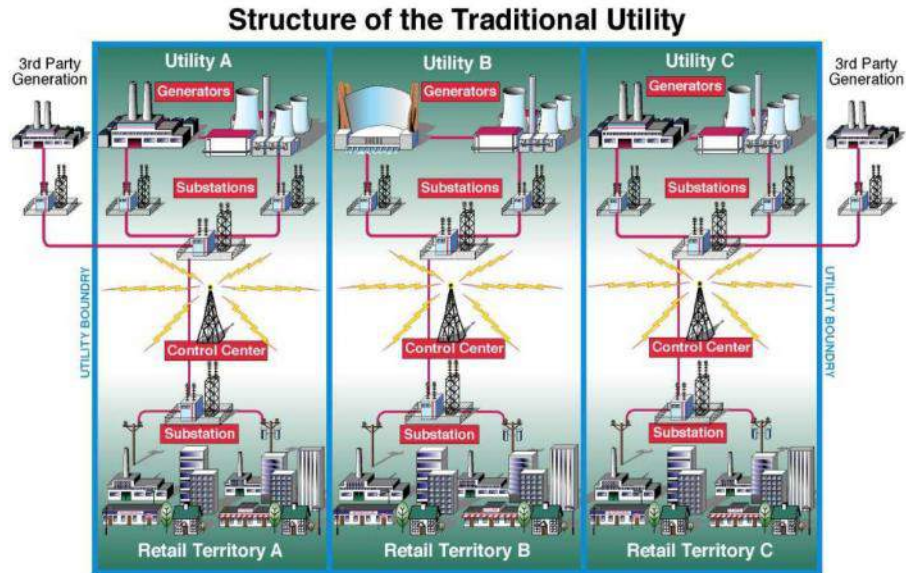 Structure of the Traditional Utility
3rd Party
Generation
Utility A
Utility B
Utility C
3rd Party
Generation
Generators
Generators
Generators
Substations
Substations
Substations
UTILITY BOUNDRY
UTILITY BOUNDRY
Control Center
Control Center
Control Center
Substation
Substation
Substation
Retail Territory A
Retail Territory B
Retail Territory C